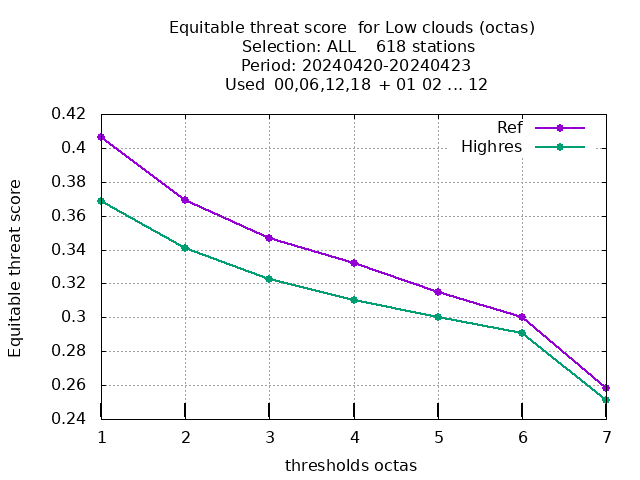 Equitable threat score  for Low clouds (octas)
Selection: ALL    618 stations
Period: 20240420-20240423
Used  00,06,12,18 + 01 02 ... 12
Ref
Highres
Equitable threat score
0.42
0.4
0.38
0.36
0.34
0.32
0.3
0.28
0.26
0.24
1 2 3 4 5 6 7
thresholds octas